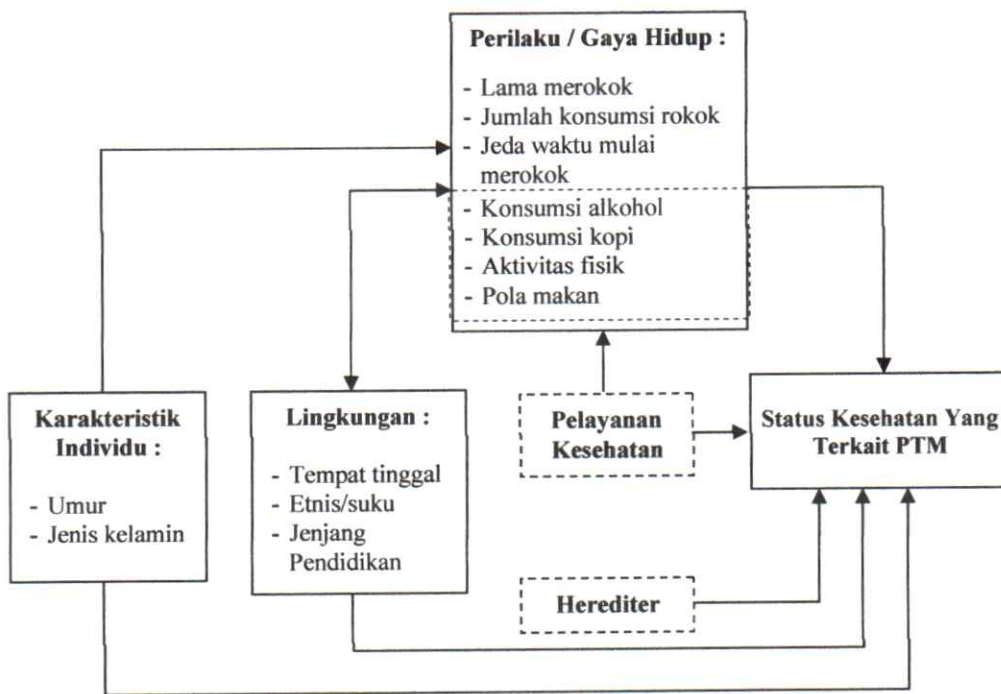 Perilaku / Gaya Hidup :
- Lama merokok
- Jumlah konsumsi rokok
- Jeda waktu mulai
merokok
- Konsumsi alkohol
- Konsumsi kopi
- Aktivitas fisik
- Pola makan
Karakteristik
Individu :
- Umur
- Jenis kelamin
Lingkungan :
- Tempat tinggal
- Etnis/suku
- Jenjang
Pendidikan
Pelayanan
Kesehatan
Status Kesehatan Yang
Terkait PTM
Herediter